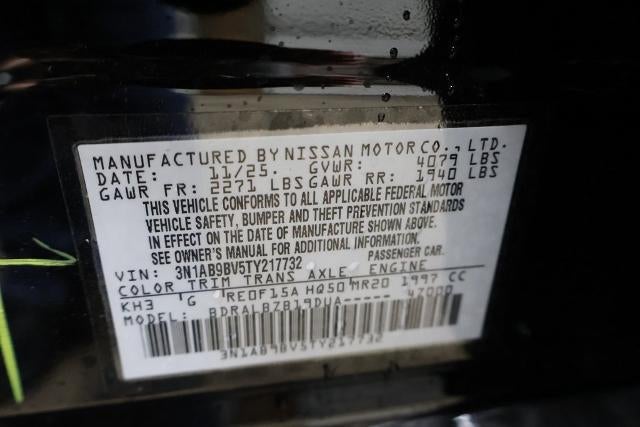 MANUFACTURED BY NISSAN MOTOR CO., LTD.
DATE: 11/25. GVWR: 4079 LBS
GAWR FR: 2271 LBS GAWR RR: 1940 LBS
THIS VEHICLE CONFORMS TO ALL APPLICABLE FEDERAL MOTOR
VEHICLE SAFETY, BUMPER AND THEFT PREVENTION STANDARDS
IN EFFECT ON THE DATE OF MANUFACTURE SHOWN ABOVE.
SEE OWNER'S MANUAL FOR ADDITIONAL INFORMATION.
VIN: 3N1AB9BV5TY217732 PASSENGER CAR.
COLOR TRIM TRANS AXLE ENGINE
KH3 G RE0F15A HQ50 MR20 1997 CC
MODEL: BDRALBZB19DUA----- 47000
3N1AB9BV5TY217732